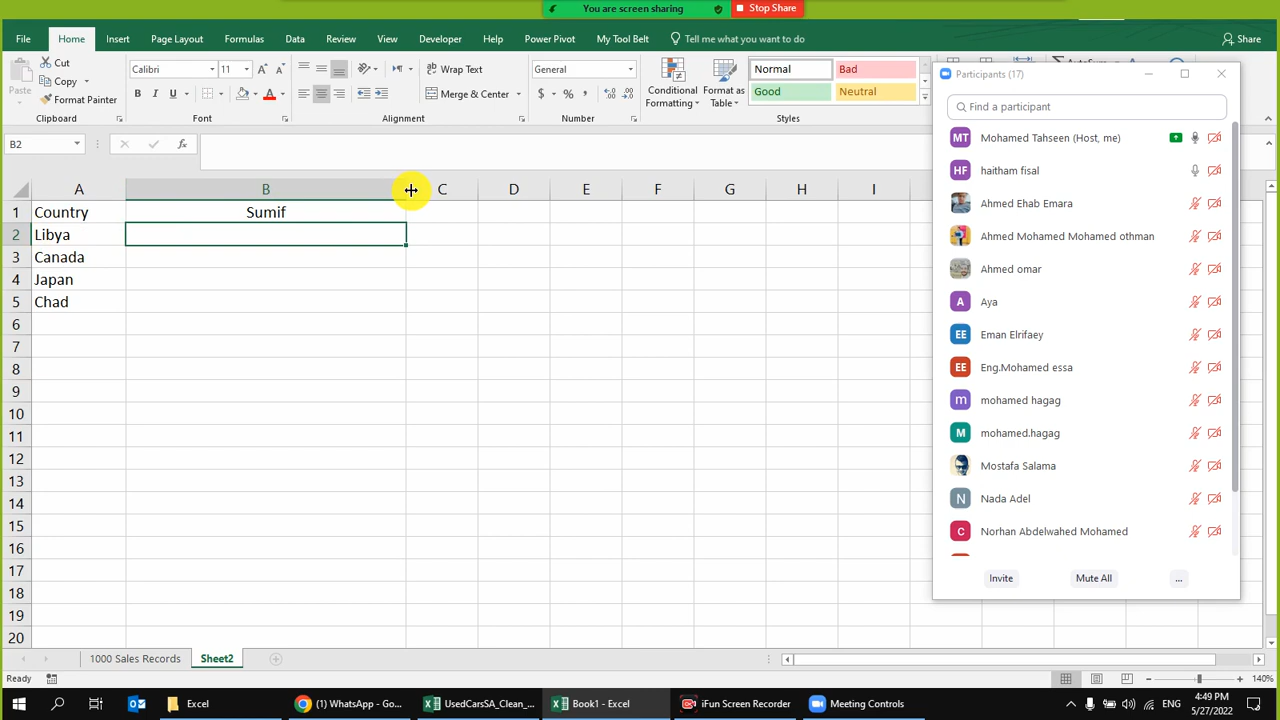 You are screen sharing
Stop Share
File Home Insert Page Layout Formulas Data Review View Developer Help Power Pivot My Tool Belt Tell me what you want to do Share
Paste
Cut
Copy
Format Painter
Clipboard
Calibri 11
B I U
Font
Wrap Text
Merge & Center
Alignment
General
$ % ,
Number
Conditional Formatting
Format as Table
Normal Bad
Good Neutral
Styles
B2 fx
A B C D E F G H I
1 Country Sumif
2 Libya
3 Canada
4 Japan
5 Chad
6
7
8
9
10
11
12
13
14
15
16
17
18
19
20
Participants (17)
Find a participant
MT Mohamed Tahseen (Host, me)
HF haitham fisal
Ahmed Ehab Emara
Ahmed Mohamed Mohamed othman
Ahmed omar
A Aya
EE Eman Elrifaey
EE Eng.Mohamed essa
m mohamed hagag
M mohamed.hagag
Mostafa Salama
N Nada Adel
C Norhan Abdelwahed Mohamed
Invite Mute All ...
1000 Sales Records Sheet2
Ready 140%
Excel (1) WhatsApp - Go... UsedCarsSA_Clean_... Book1 - Excel iFun Screen Recorder Meeting Controls ENG
4:49 PM
5/27/2022